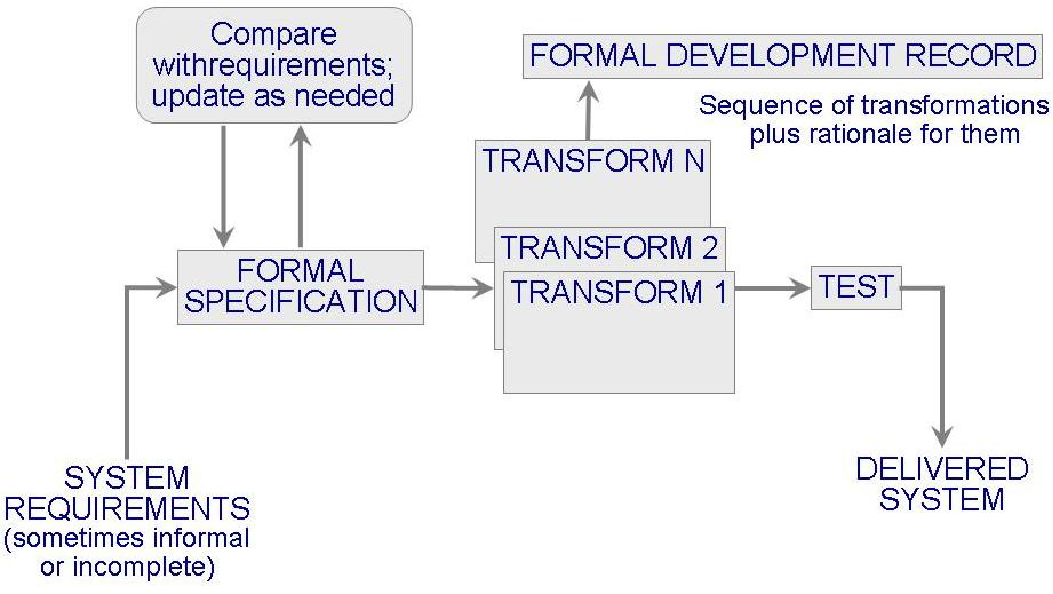 Compare
withrequirements;
update as needed
FORMAL DEVELOPMENT RECORD
Sequence of transformations
plus rationale for them
TRANSFORM N
TRANSFORM 2
TRANSFORM 1
FORMAL
SPECIFICATION
TEST
SYSTEM
REQUIREMENTS
(sometimes informal
or incomplete)
DELIVERED
SYSTEM